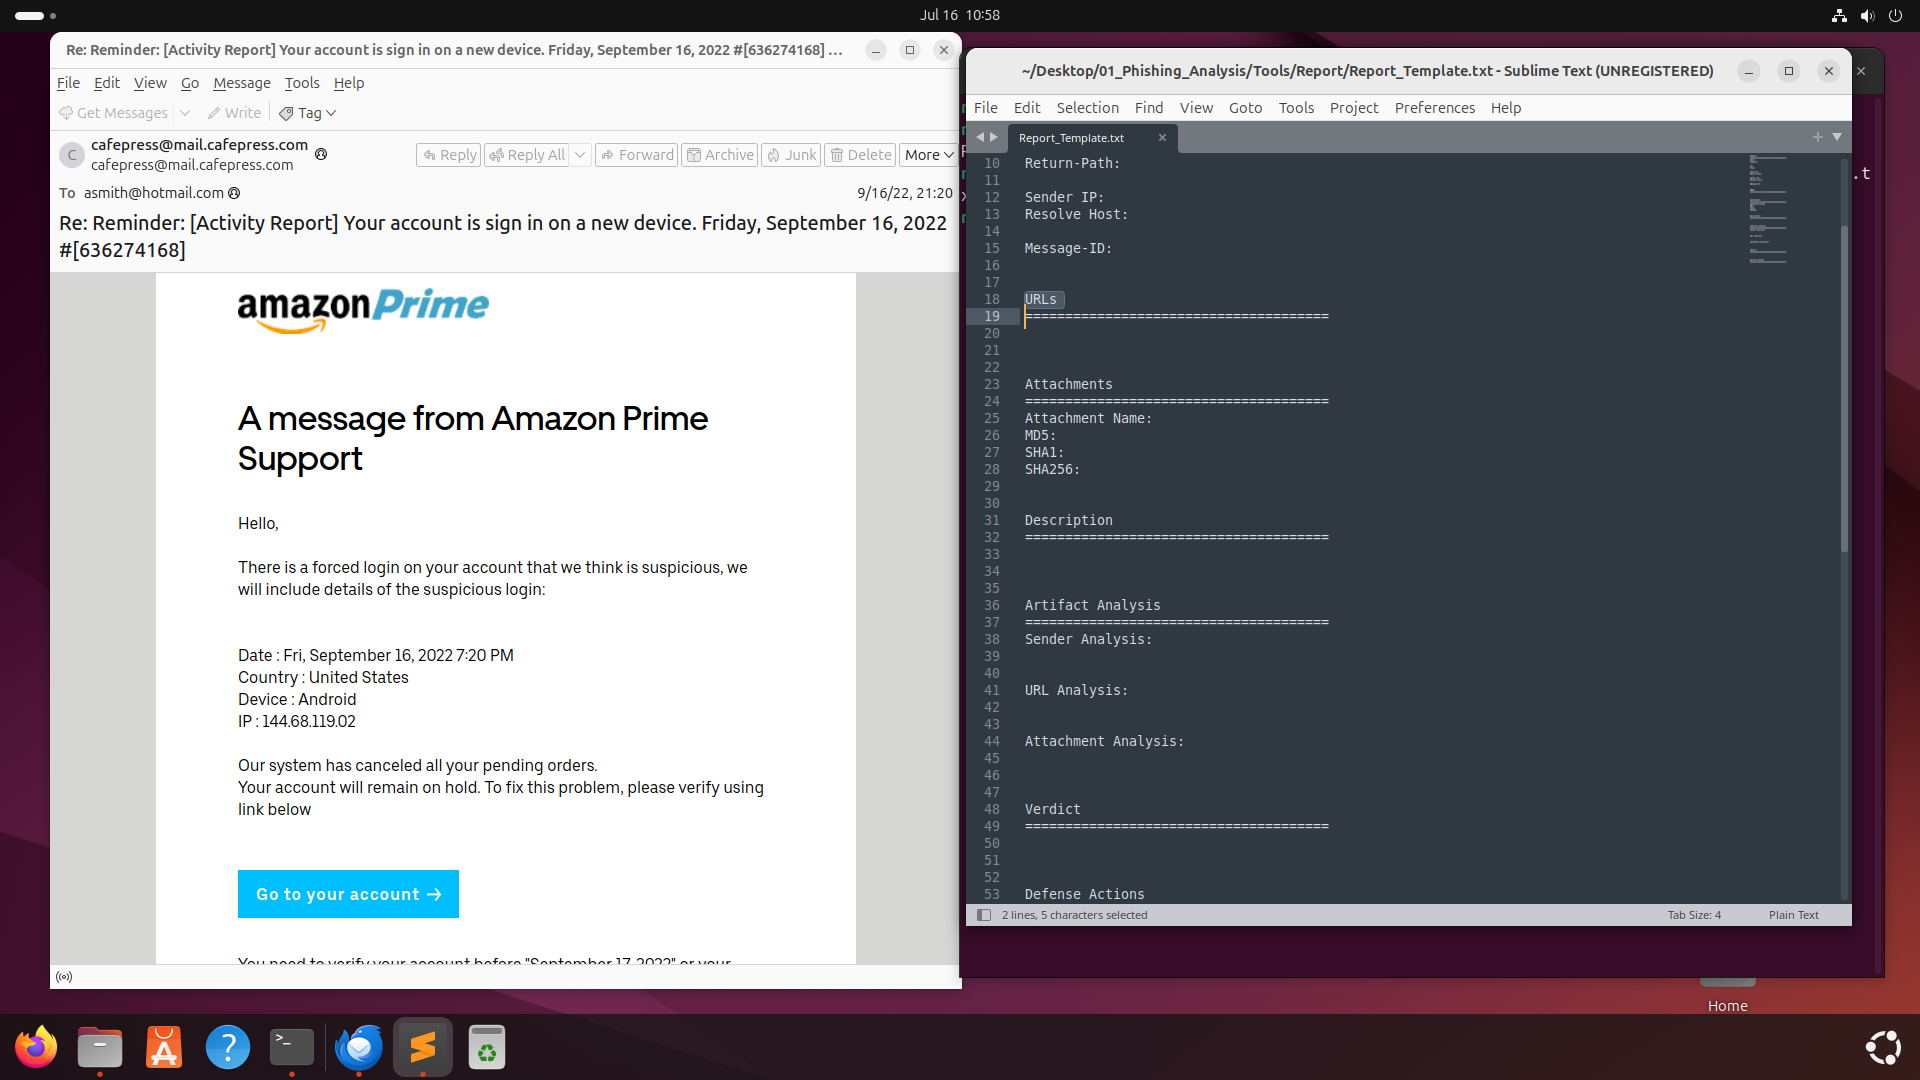 Jul 16 10:58
Re: Reminder: [Activity Report] Your account is sign in on a new device. Friday, September 16, 2022 #[636274168] ...
File Edit View Go Message Tools Help
Get Messages Write Tag
C
cafepress@mail.cafepress.com
cafepress@mail.cafepress.com
Reply Reply All Forward Archive Junk Delete More
To asmith@hotmail.com
9/16/22, 21:20
Re: Reminder: [Activity Report] Your account is sign in on a new device. Friday, September 16, 2022
#[636274168]
amazonPrime
A message from Amazon Prime
Support
Hello,
There is a forced login on your account that we think is suspicious, we
will include details of the suspicious login:
Date : Fri, September 16, 2022 7:20 PM
Country : United States
Device : Android
IP : 144.68.119.02
Our system has canceled all your pending orders.
Your account will remain on hold. To fix this problem, please verify using
link below
Go to your account →
You need to verify your account before "September 17, 2022" or your
~/Desktop/01_Phishing_Analysis/Tools/Report/Report_Template.txt - Sublime Text (UNREGISTERED)
File Edit Selection Find View Goto Tools Project Preferences Help
Report_Template.txt
10 Return-Path:
11
12 Sender IP:
13 Resolve Host:
14
15 Message-ID:
16
17
18 URLs
19 ======================================
20
21
22
23 Attachments
24 ======================================
25 Attachment Name:
26 MD5:
27 SHA1:
28 SHA256:
29
30
31 Description
32 ======================================
33
34
35
36 Artifact Analysis
37 ======================================
38 Sender Analysis:
39
40
41 URL Analysis:
42
43
44 Attachment Analysis:
45
46
47
48 Verdict
49 ======================================
50
51
52
53 Defense Actions
2 lines, 5 characters selected
Tab Size: 4
Plain Text
.t
Home